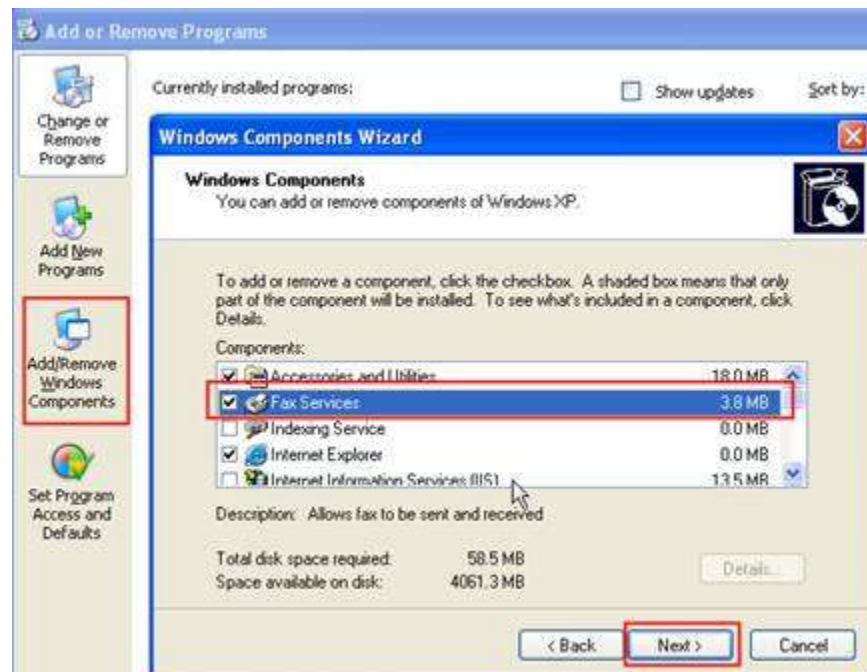 Add or Remove Programs
Change or
Remove
Programs
Add New
Programs
Add/Remove
Windows
Components
Set Program
Access and
Defaults
Currently installed programs:
Show updates
Sort by:
Windows Components Wizard
Windows Components
You can add or remove components of Windows XP.
To add or remove a component, click the checkbox. A shaded box means that only
part of the component will be installed. To see what's included in a component, click
Details.
Components:
Accessories and Utilities 18.0 MB
Fax Services 3.8 MB
Indexing Service 0.0 MB
Internet Explorer 0.0 MB
Internet Information Services (IIS) 13.5 MB
Description: Allows fax to be sent and received
Total disk space required: 58.5 MB
Space available on disk: 4061.3 MB
Details...
< Back
Next >
Cancel